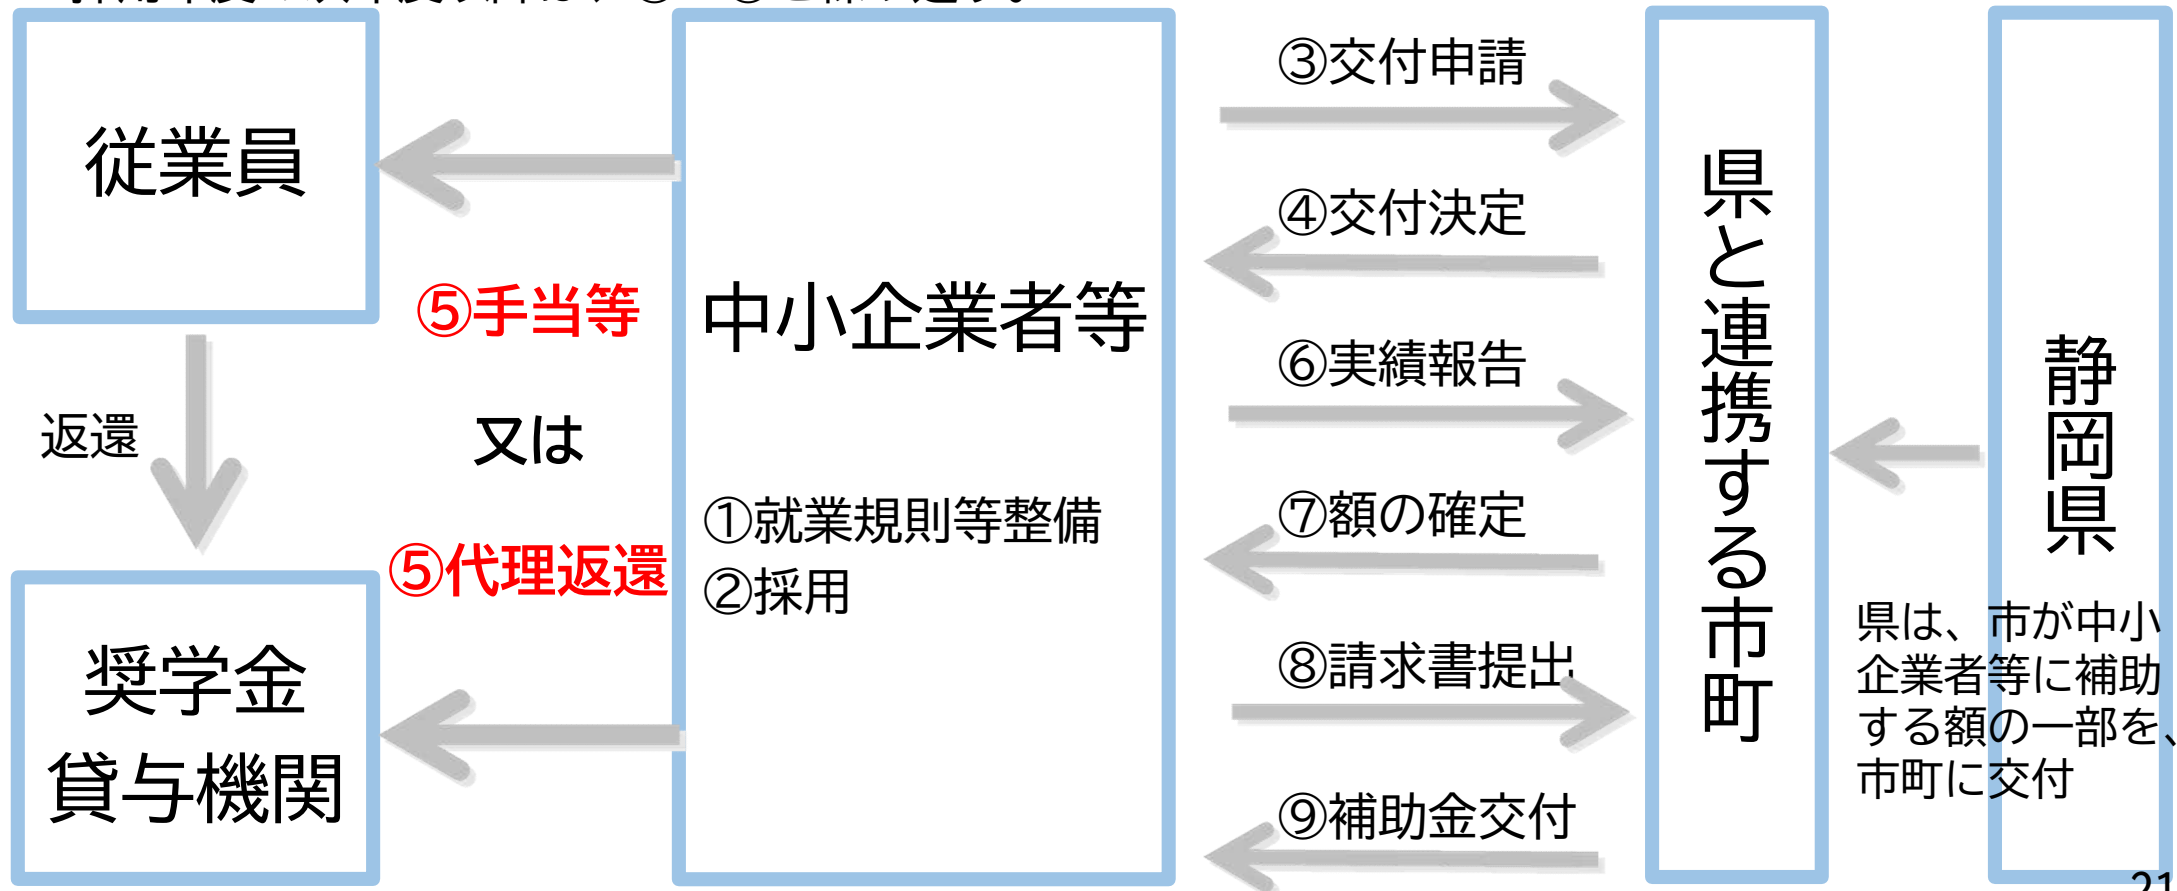 従業員
返還
奨学金
貸与機関
⑤手当等
又は
⑤代理返還
中小企業者等
①就業規則等整備
②採用
③交付申請
④交付決定
⑥実績報告
⑦額の確定
⑧請求書提出
⑨補助金交付
県と連携する市町
静岡県
県は、市が中小
企業者等に補助
する額の一部を、
市町に交付
21